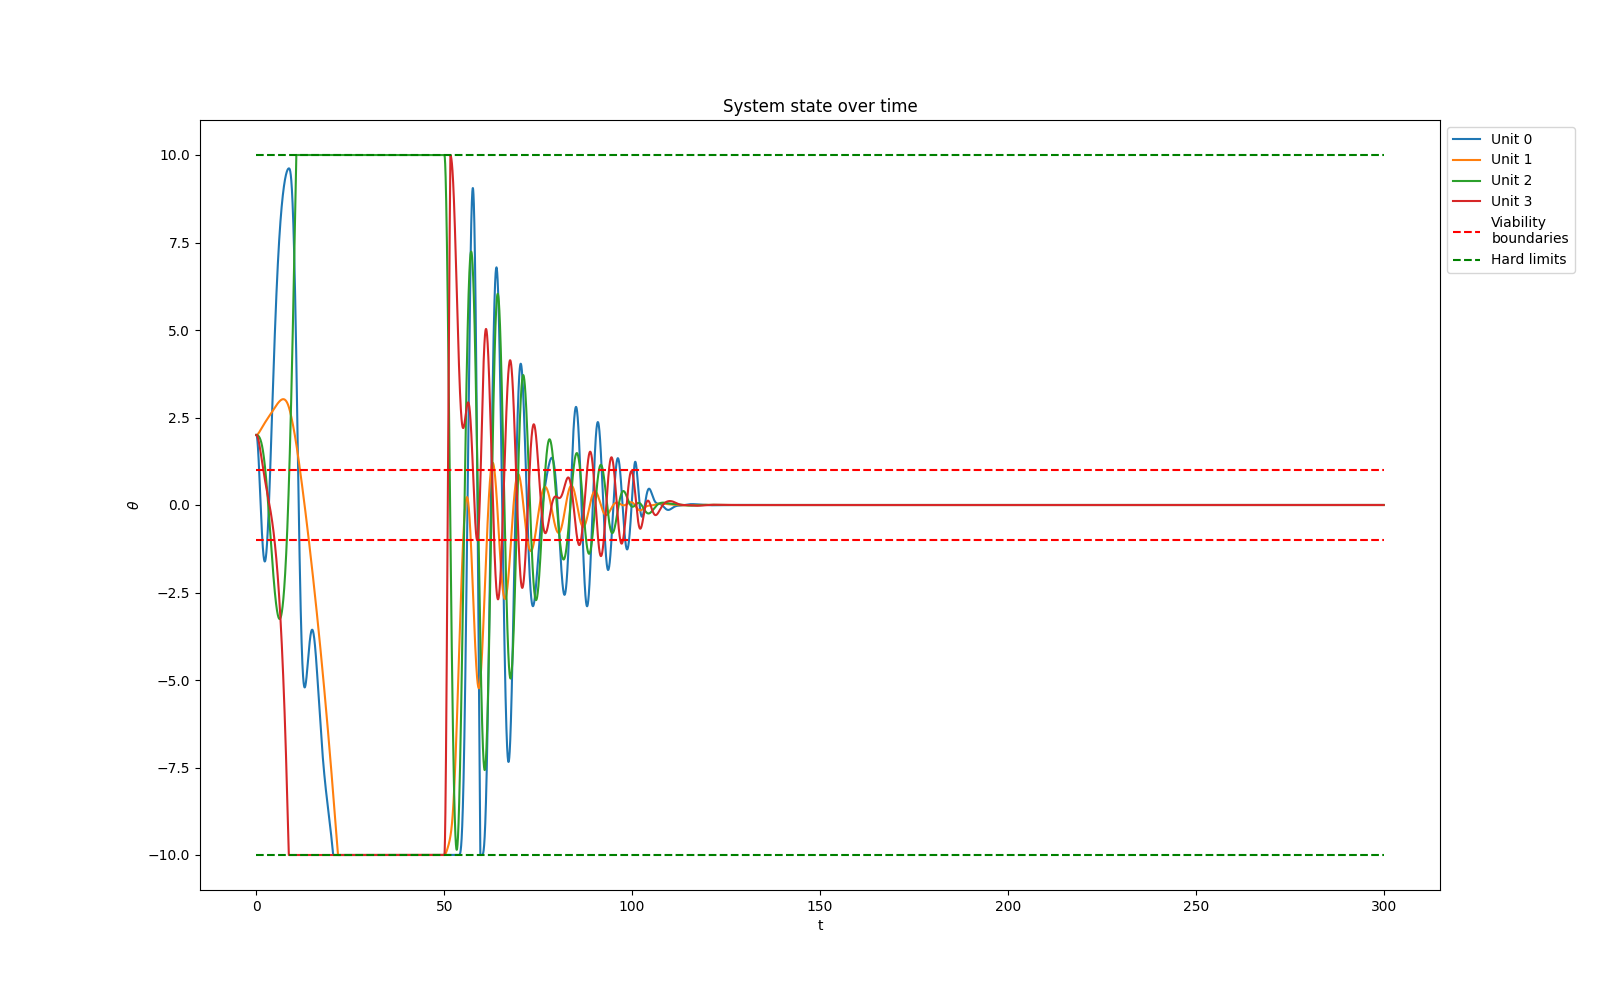 System state over time
10.0
7.5
5.0
2.5
0.0
−2.5
−5.0
−7.5
−10.0
θ
0
50
100
150
200
250
300
t
Unit 0
Unit 1
Unit 2
Unit 3
Viability
boundaries
Hard limits